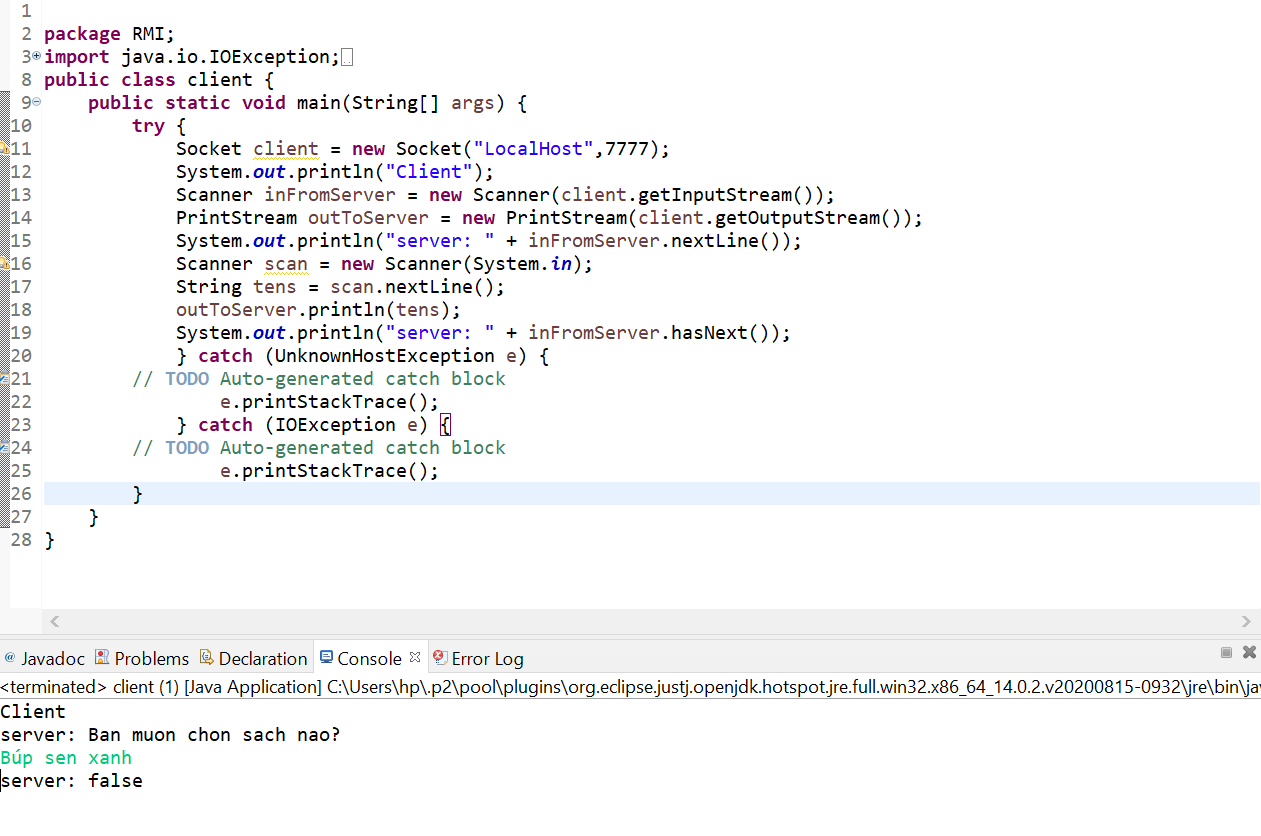 1
2 package RMI;
3 import java.io.IOException;
8 public class client {
9     public static void main(String[] args) {
10         try {
11             Socket client = new Socket("LocalHost",7777);
12             System.out.println("Client");
13             Scanner inFromServer = new Scanner(client.getInputStream());
14             PrintStream outToServer = new PrintStream(client.getOutputStream());
15             System.out.println("server: " + inFromServer.nextLine());
16             Scanner scan = new Scanner(System.in);
17             String tens = scan.nextLine();
18             outToServer.println(tens);
19             System.out.println("server: " + inFromServer.hasNext());
20             } catch (UnknownHostException e) {
21         // TODO Auto-generated catch block
22                 e.printStackTrace();
23             } catch (IOException e) {
24         // TODO Auto-generated catch block
25                 e.printStackTrace();
26         }
27     }
28 }
@ Javadoc Problems Declaration Console Error Log
<terminated> client (1) [Java Application] C:\Users\hp\.p2\pool\plugins\org.eclipse.justj.openjdk.hotspot.jre.full.win32.x86_64_14.0.2.v20200815-0932\jre\bin\
Client
server: Ban muon chon sach nao?
Búp sen xanh
server: false